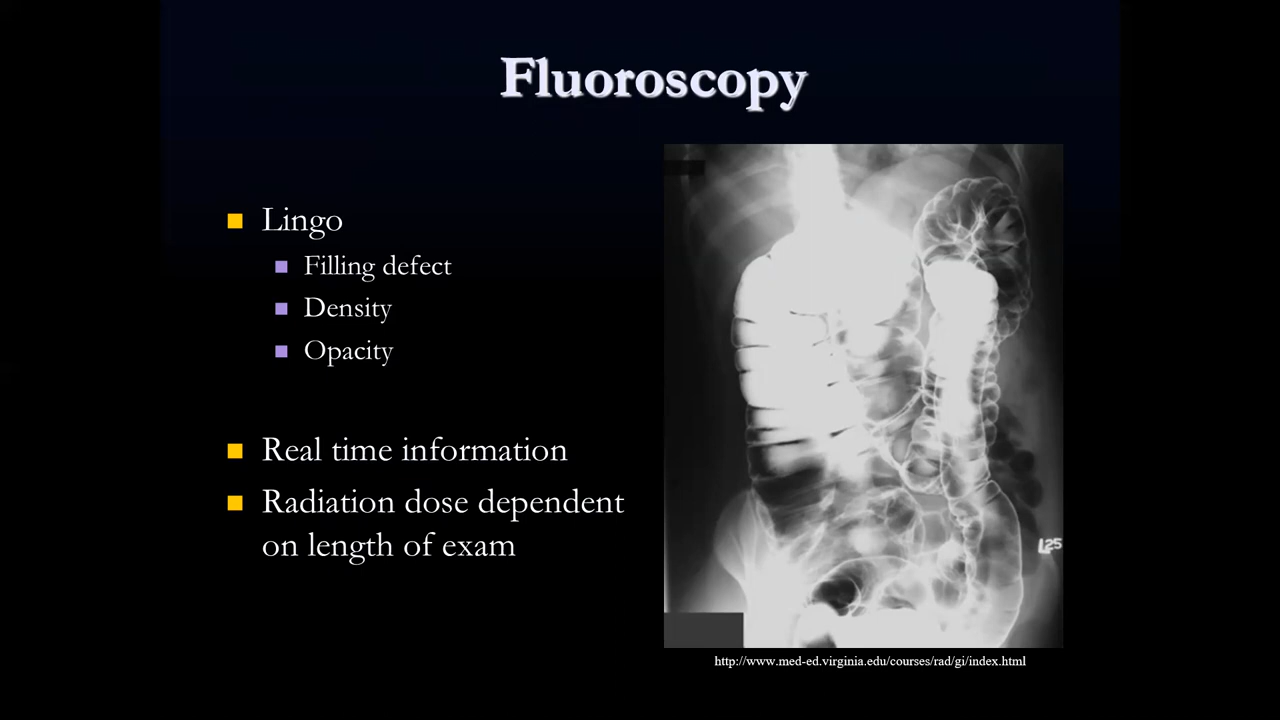 Fluoroscopy
Lingo
Filling defect
Density
Opacity
Real time information
Radiation dose dependent
on length of exam
L25
http://www.med-ed.virginia.edu/courses/rad/gi/index.html